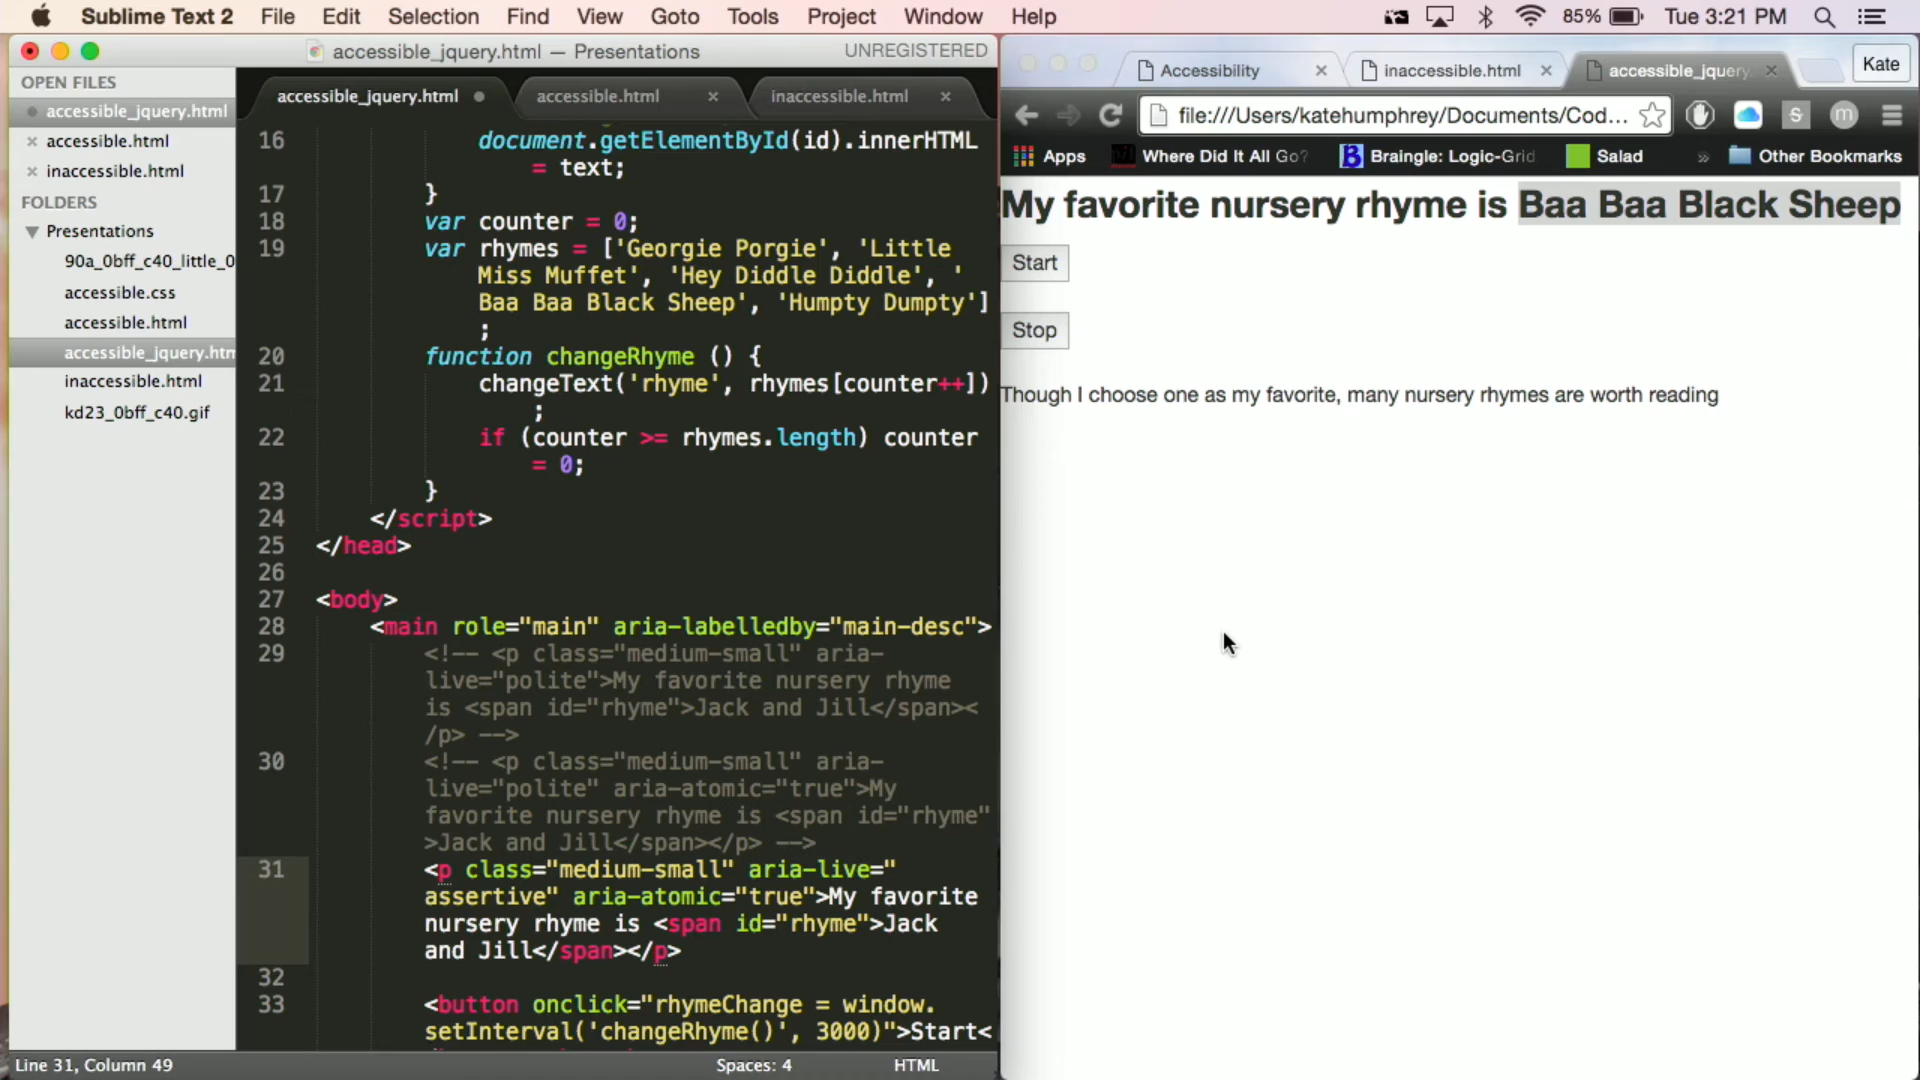 Sublime Text 2 File Edit Selection Find View Goto Tools Project Window Help 85% Tue 3:21 PM
accessible_jquery.html — Presentations UNREGISTERED
OPEN FILES
accessible_jquery.html
accessible.html
inaccessible.html
FOLDERS
Presentations
90a_0bff_c40_little_0
accessible.css
accessible.html
accessible_jquery.htm
inaccessible.html
kd23_0bff_c40.gif
accessible_jquery.html accessible.html inaccessible.html
16 document.getElementById(id).innerHTML
= text;
17 }
18 var counter = 0;
19 var rhymes = ['Georgie Porgie', 'Little
Miss Muffet', 'Hey Diddle Diddle', '
Baa Baa Black Sheep', 'Humpty Dumpty']
;
20 function changeRhyme () {
21 changeText('rhyme', rhymes[counter++])
;
22 if (counter >= rhymes.length) counter
= 0;
23 }
24 </script>
25 </head>
26
27 <body>
28 <main role="main" aria-labelledby="main-desc">
29 <!-- <p class="medium-small" aria-
live="polite">My favorite nursery rhyme
is <span id="rhyme">Jack and Jill</span><
/p> -->
30 <!-- <p class="medium-small" aria-
live="polite" aria-atomic="true">My
favorite nursery rhyme is <span id="rhyme"
>Jack and Jill</span></p> -->
31 <p class="medium-small" aria-live="
assertive" aria-atomic="true">My favorite
nursery rhyme is <span id="rhyme">Jack
and Jill</span></p>
32
33 <button onclick="rhymeChange = window.
setInterval('changeRhyme()', 3000)">Start<
Line 31, Column 49 Spaces: 4 HTML
Accessibility inaccessible.html accessible_jquery. Kate
file:///Users/katehumphrey/Documents/Cod...
Apps Where Did It All Go? Braingle: Logic-Grid Salad » Other Bookmarks
My favorite nursery rhyme is Baa Baa Black Sheep
Start
Stop
Though I choose one as my favorite, many nursery rhymes are worth reading